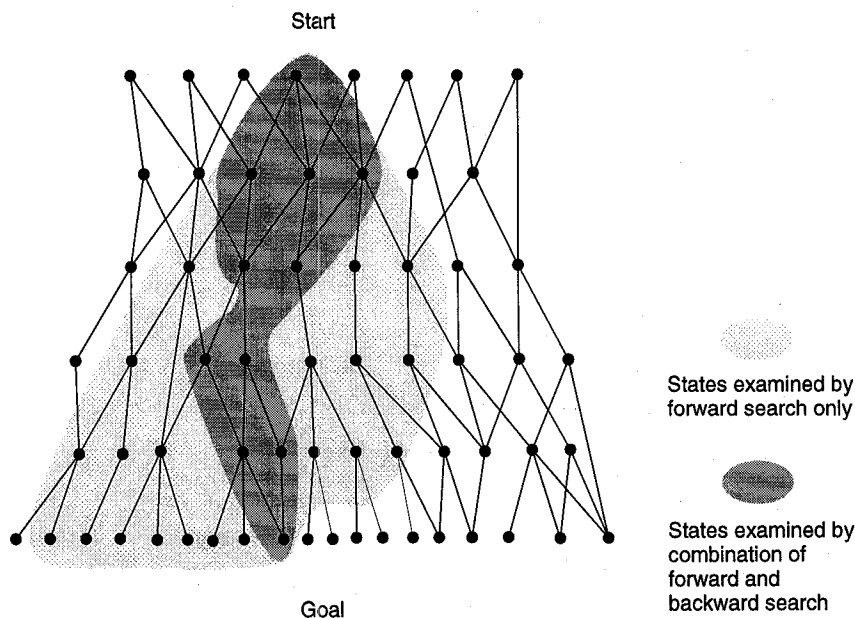 Start
States examined by
forward search only
States examined by
combination of
forward and
backward search
Goal